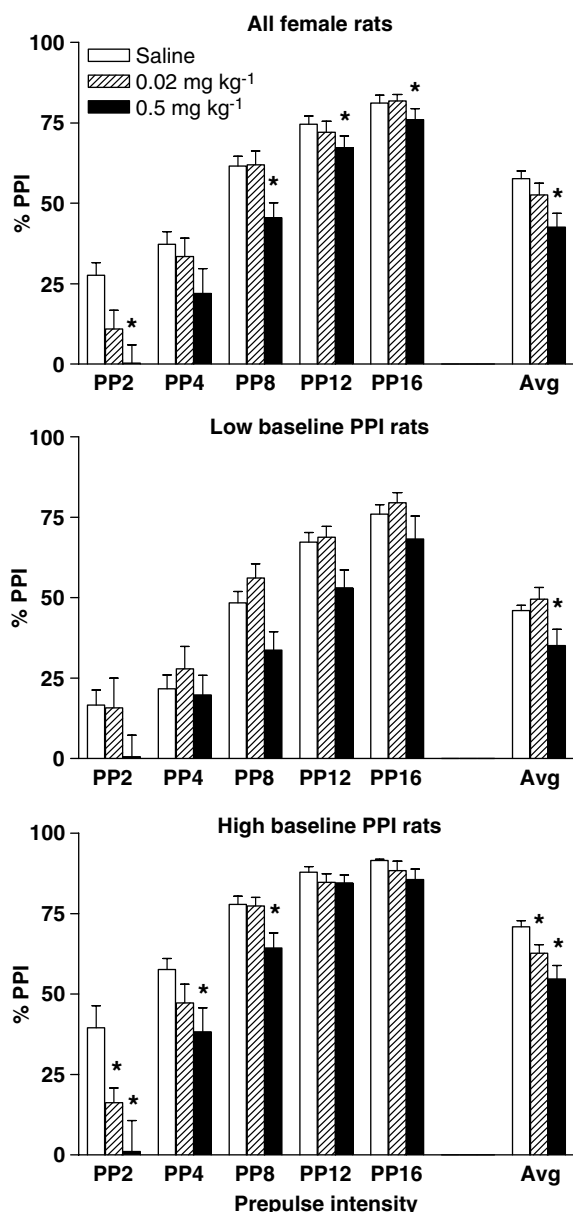 All female rats
100
75
50
25
0
% PPI
Saline
0.02 mg kg⁻¹
0.5 mg kg⁻¹
* * * * *
PP2 PP4 PP8 PP12 PP16 Avg
Low baseline PPI rats
100
75
50
25
0
% PPI
*
PP2 PP4 PP8 PP12 PP16 Avg
High baseline PPI rats
100
75
50
25
0
% PPI
* * * * * *
PP2 PP4 PP8 PP12 PP16 Avg
Prepulse intensity